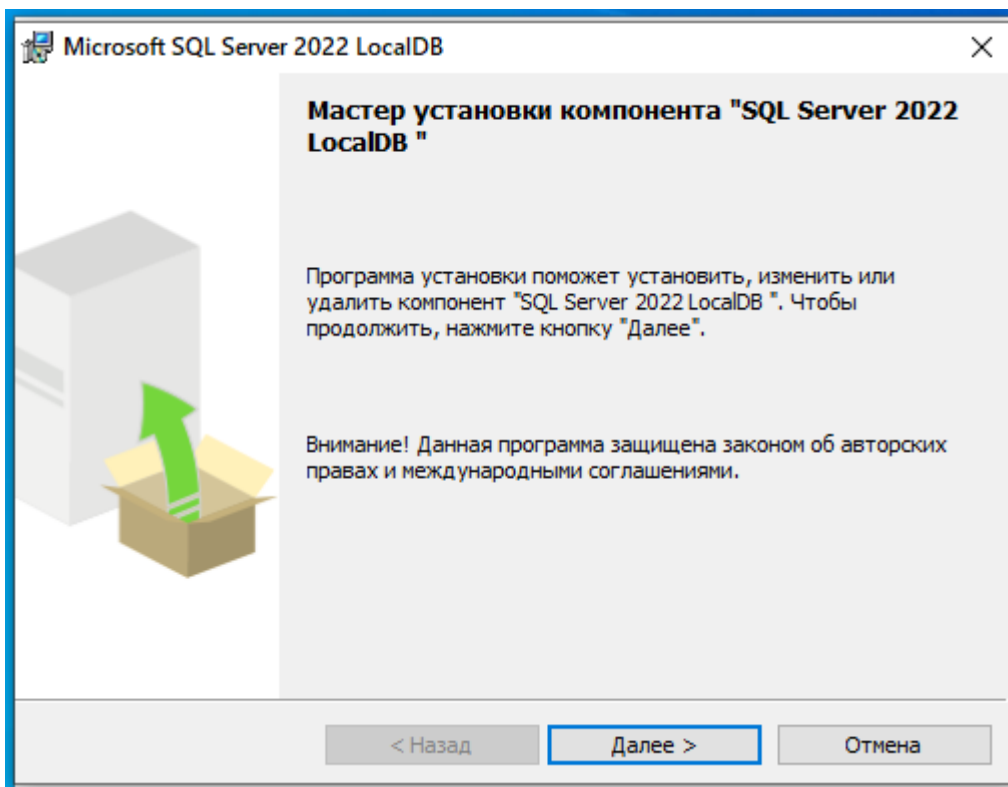 Microsoft SQL Server 2022 LocalDB
Мастер установки компонента "SQL Server 2022
LocalDB "
Программа установки поможет установить, изменить или
удалить компонент "SQL Server 2022 LocalDB ". Чтобы
продолжить, нажмите кнопку "Далее".
Внимание! Данная программа защищена законом об авторских
правах и международными соглашениями.
< Назад
Далее >
Отмена